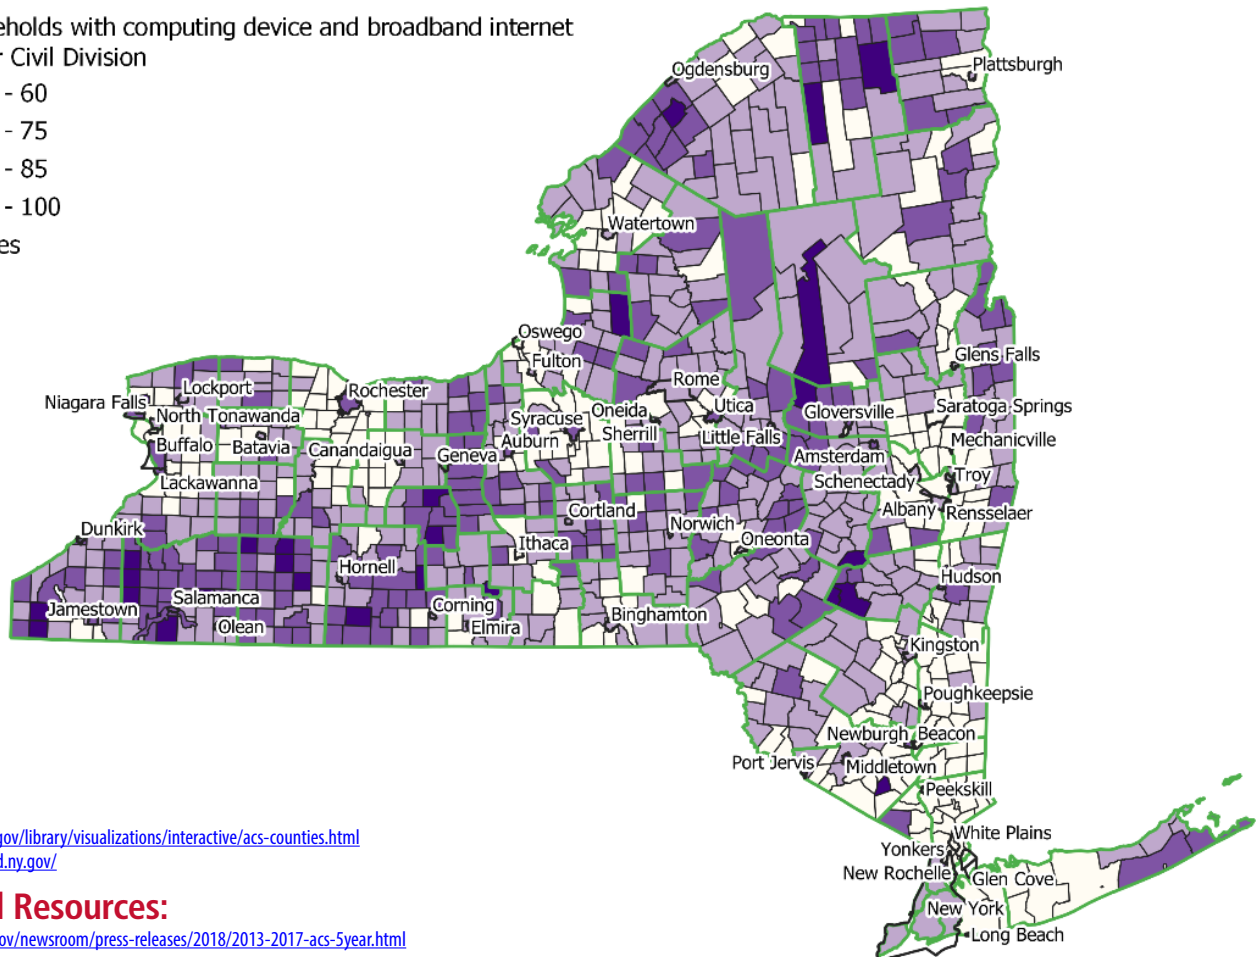 eholds with computing device and broadband internet
Civil Division
- 60
- 75
- 85
- 100
es
Ogdensburg
Plattsburgh
Watertown
Oswego
Fulton
Glens Falls
Rome
Lockport
Rochester
Niagara Falls
North Tonawanda
Syracuse
Oneida
Utica
Gloversville
Saratoga Springs
Buffalo
Batavia
Canandaigua
Geneva
Auburn
Sherrill
Little Falls
Mechanicville
Amsterdam
Lackawanna
Schenectady
Troy
Cortland
Albany
Rensselaer
Dunkirk
Norwich
Oneonta
Ithaca
Hornell
Hudson
Salamanca
Jamestown
Corning
Olean
Elmira
Binghamton
Kingston
Poughkeepsie
Newburgh
Beacon
Port Jervis
Middletown
Peekskill
White Plains
Yonkers
New Rochelle
Glen Cove
New York
Long Beach
gov/library/visualizations/interactive/acs-counties.html
d.ny.gov/
Resources:
ov/newsroom/press-releases/2018/2013-2017-acs-5year.html